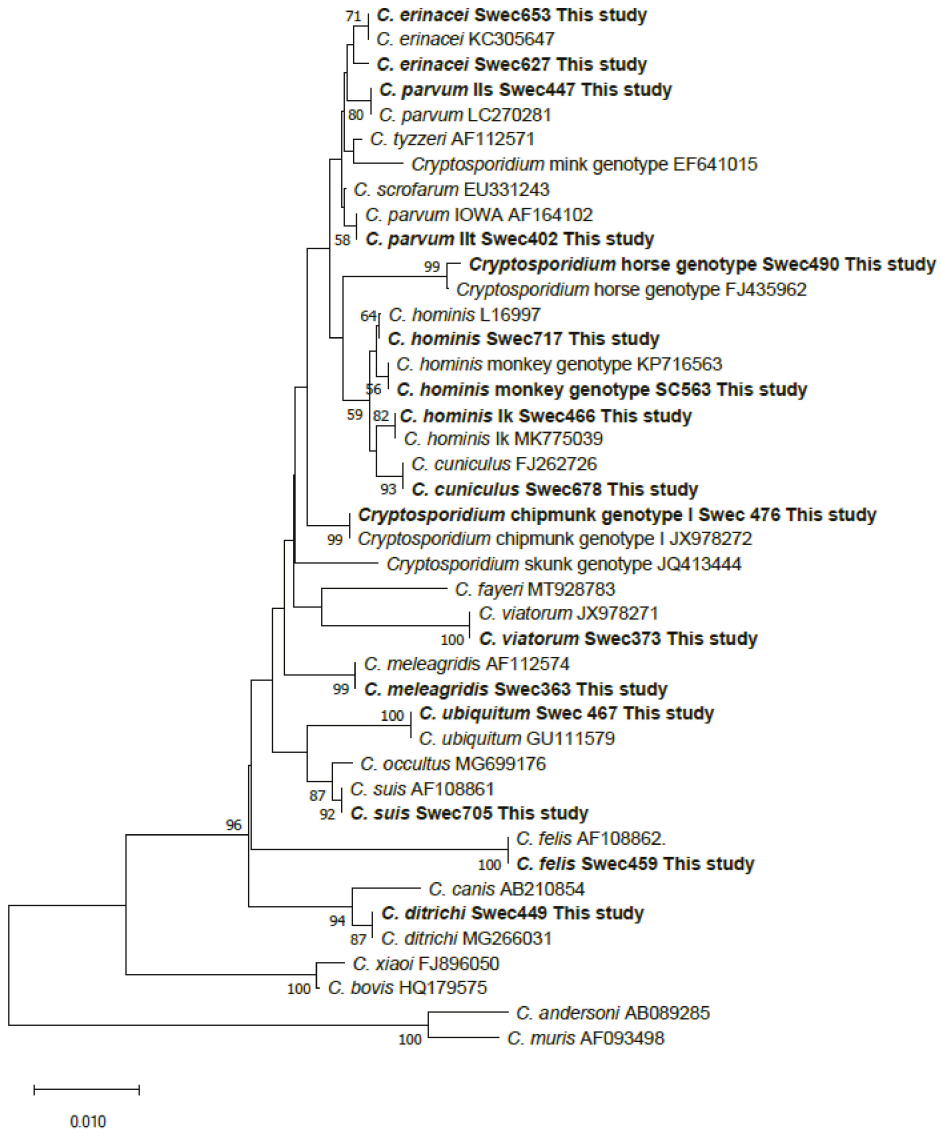 71 C. erinacei Swec653 This study
C. erinacei KC305647
C. erinacei Swec627 This study
C. parvum IIs Swec447 This study
80 C. parvum LC270281
C. tyzzeri AF112571
Cryptosporidium mink genotype EF641015
C. scrofarum EU331243
C. parvum IOWA AF164102
58 C. parvum IIt Swec402 This study
99 Cryptosporidium horse genotype Swec490 This study
Cryptosporidium horse genotype FJ435962
64 C. hominis L16997
C. hominis Swec717 This study
C. hominis monkey genotype KP716563
56 C. hominis monkey genotype SC563 This study
59 82 C. hominis Ik Swec466 This study
C. hominis Ik MK775039
C. cuniculus FJ262726
93 C. cuniculus Swec678 This study
Cryptosporidium chipmunk genotype I Swec 476 This study
99 Cryptosporidium chipmunk genotype I JX978272
Cryptosporidium skunk genotype JQ413444
C. fayeri MT928783
C. viatorum JX978271
100 C. viatorum Swec373 This study
C. meleagridis AF112574
99 C. meleagridis Swec363 This study
100 C. ubiquitum Swec 467 This study
C. ubiquitum GU111579
C. occultus MG699176
87 C. suis AF108861
92 C. suis Swec705 This study
96
C. felis AF108862.
100 C. felis Swec459 This study
C. canis AB210854
94 C. ditrichi Swec449 This study
87 C. ditrichi MG266031
C. xiaoi FJ896050
100 C. bovis HQ179575
C. andersoni AB089285
100 C. muris AF093498
0.010